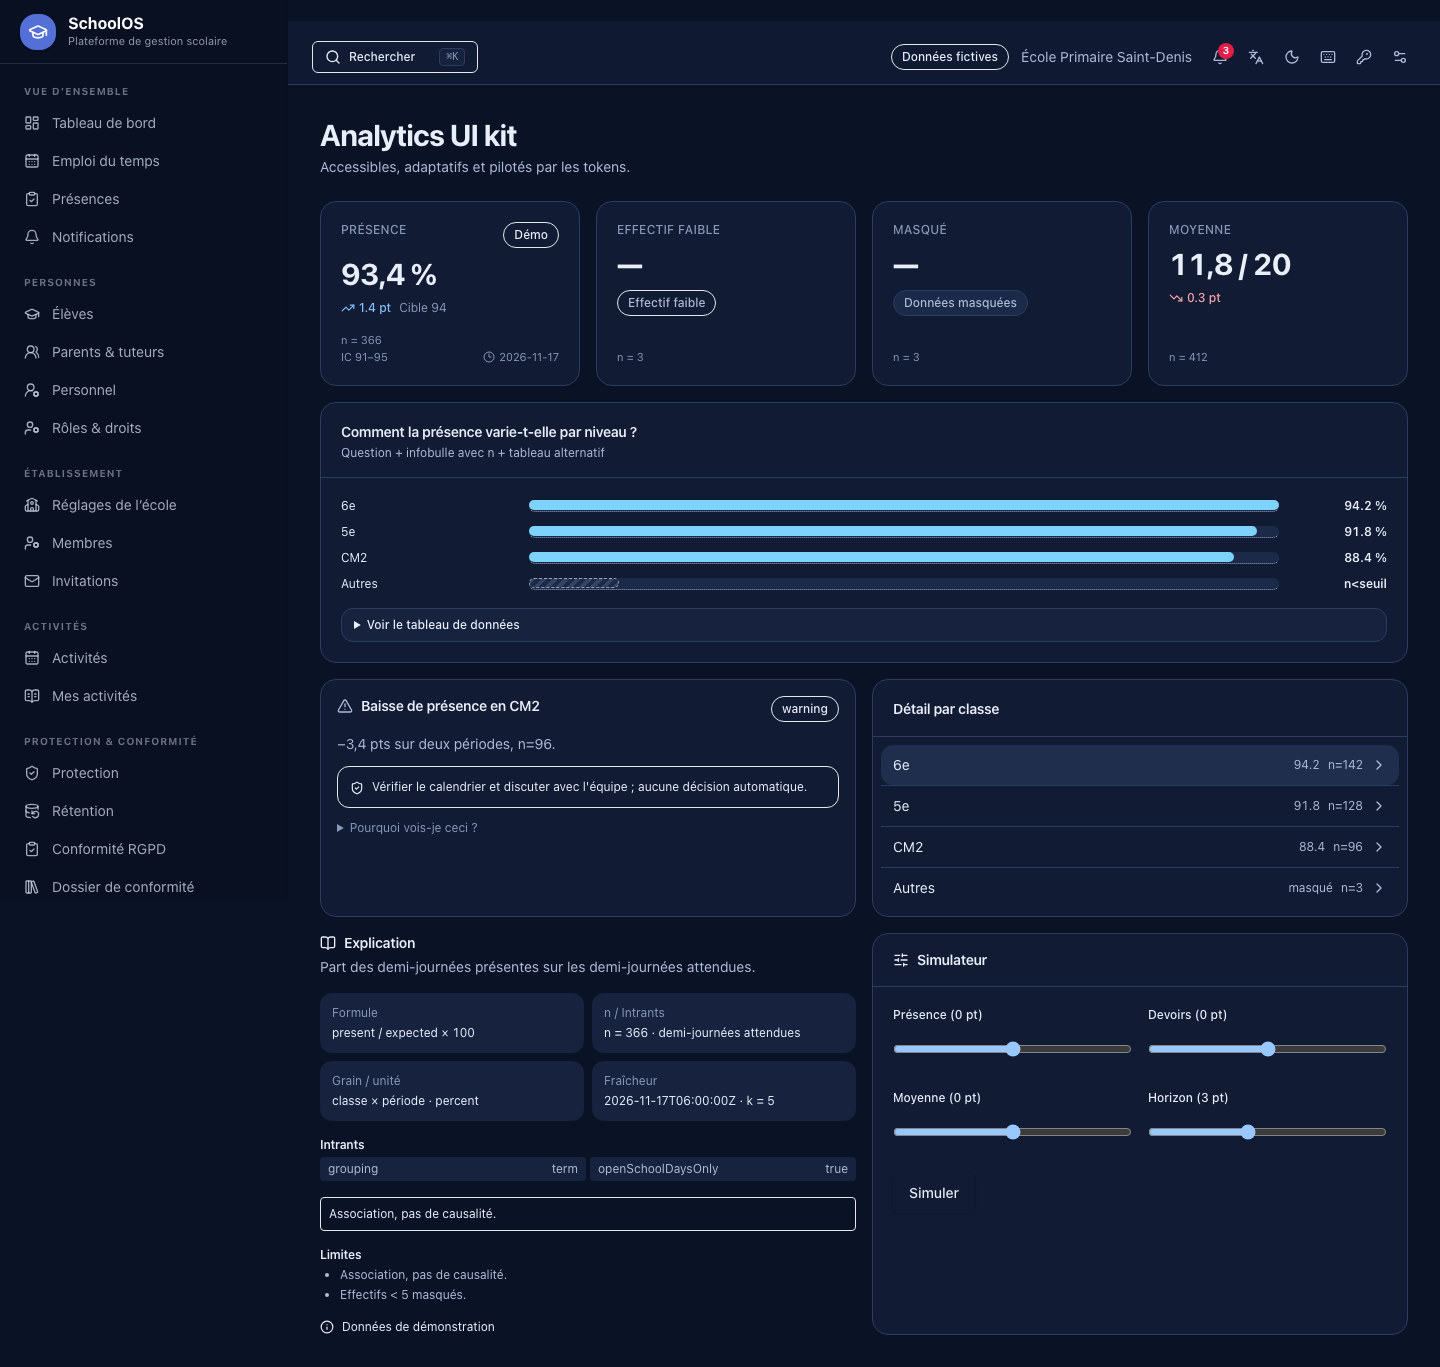 SchoolOS
Plateforme de gestion scolaire
VUE D'ENSEMBLE
Tableau de bord
Emploi du temps
Présences
Notifications
PERSONNES
Élèves
Parents & tuteurs
Personnel
Rôles & droits
ÉTABLISSEMENT
Réglages de l'école
Membres
Invitations
ACTIVITÉS
Activités
Mes activités
PROTECTION & CONFORMITÉ
Protection
Rétention
Conformité RGPD
Dossier de conformité
Rechercher ⌘K
Données fictives
École Primaire Saint-Denis
3
Analytics UI kit
Accessibles, adaptatifs et pilotés par les tokens.
PRÉSENCE
Démo
93,4 %
1.4 pt Cible 94
n = 366
IC 91–95
2026-11-17
EFFECTIF FAIBLE
—
Effectif faible
n = 3
MASQUÉ
—
Données masquées
n = 3
MOYENNE
11,8 / 20
0.3 pt
n = 412
Comment la présence varie-t-elle par niveau ?
Question + infobulle avec n + tableau alternatif
6e 94.2 %
5e 91.8 %
CM2 88.4 %
Autres n<seuil
Voir le tableau de données
Baisse de présence en CM2
warning
−3,4 pts sur deux périodes, n=96.
Vérifier le calendrier et discuter avec l'équipe ; aucune décision automatique.
Pourquoi vois-je ceci ?
Détail par classe
6e 94.2 n=142
5e 91.8 n=128
CM2 88.4 n=96
Autres masqué n=3
Explication
Part des demi-journées présentes sur les demi-journées attendues.
Formule
present / expected × 100
n / Intrants
n = 366 · demi-journées attendues
Grain / unité
classe × période · percent
Fraîcheur
2026-11-17T06:00:00Z · k = 5
Intrants
grouping term
openSchoolDaysOnly true
Association, pas de causalité.
Limites
• Association, pas de causalité.
• Effectifs < 5 masqués.
Données de démonstration
Simulateur
Présence (0 pt)
Devoirs (0 pt)
Moyenne (0 pt)
Horizon (3 pt)
Simuler